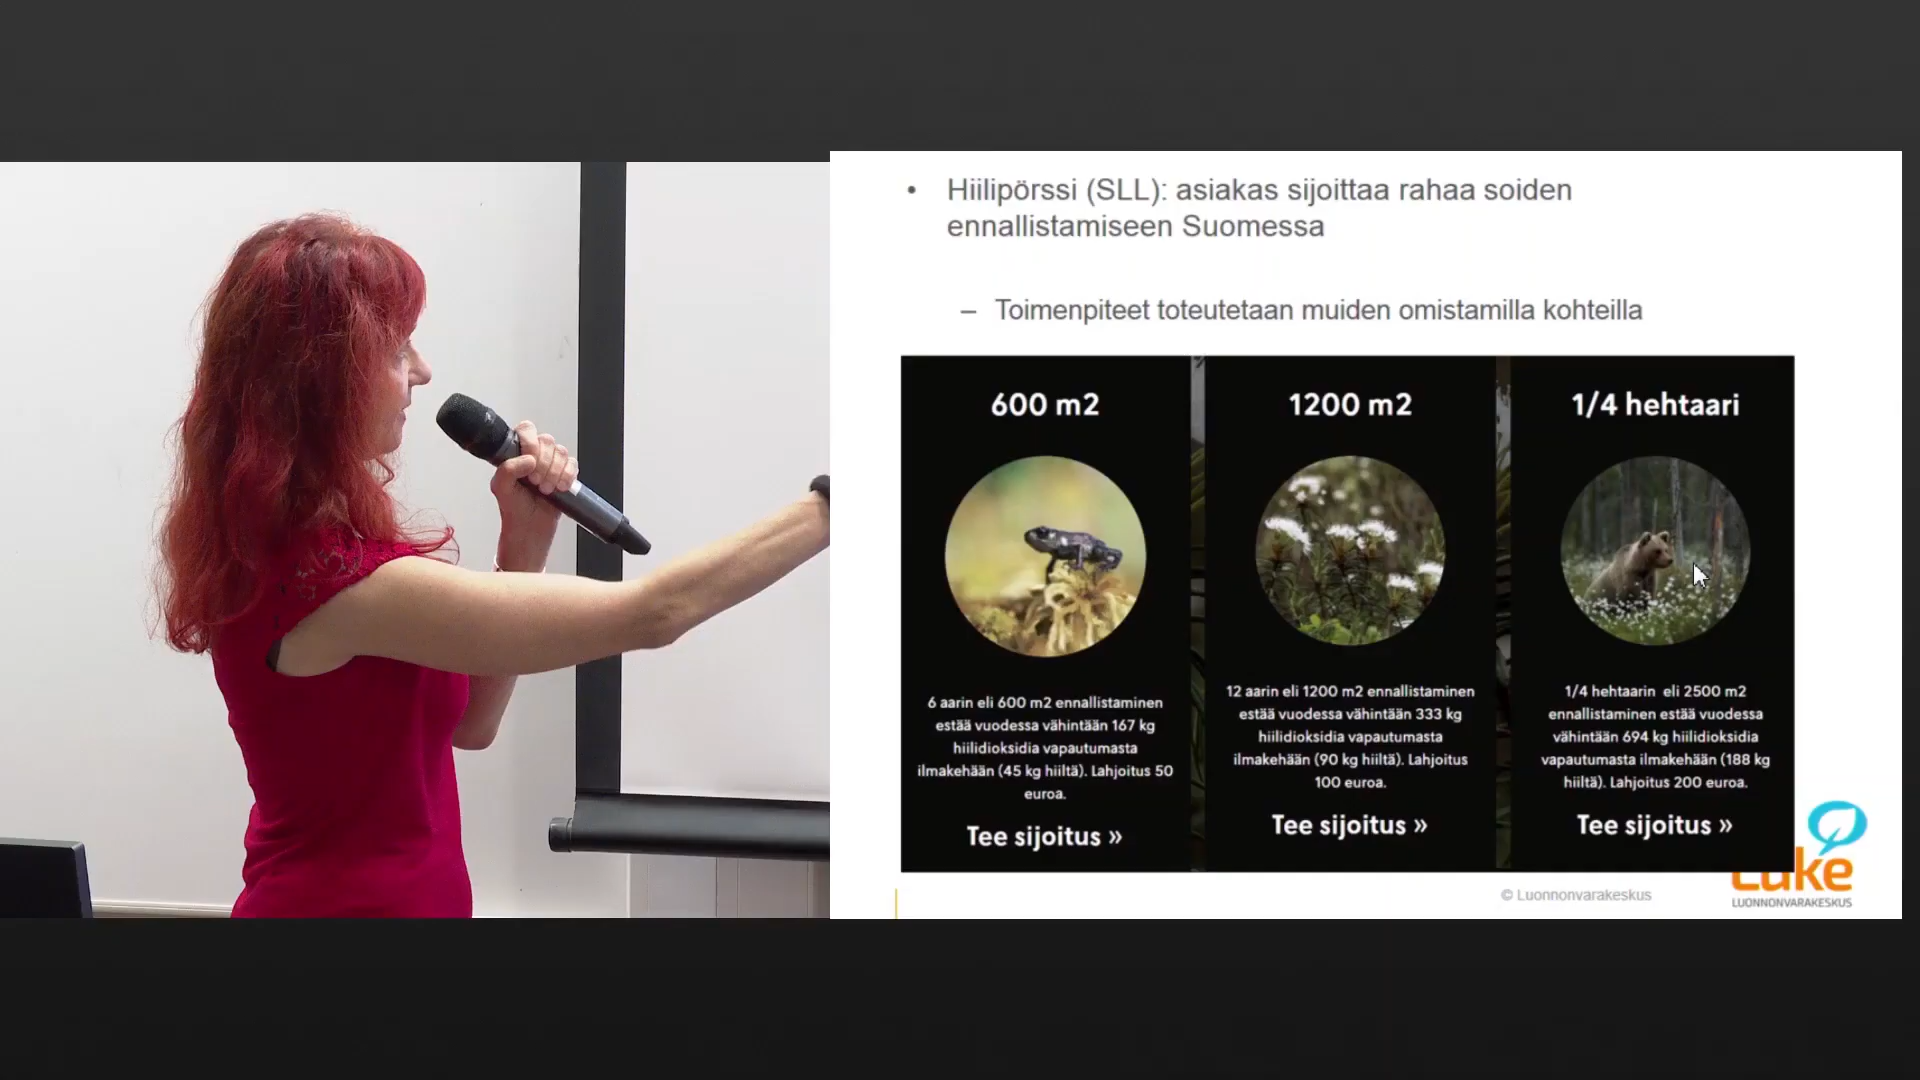 • Hiilipörssi (SLL): asiakas sijoittaa rahaa soiden
ennallistamiseen Suomessa
– Toimenpiteet toteutetaan muiden omistamilla kohteilla
600 m2
6 aarin eli 600 m2 ennallistaminen
estää vuodessa vähintään 167 kg
hiilidioksidia vapautumasta
ilmakehään (45 kg hiiltä). Lahjoitus 50
euroa.
Tee sijoitus »
1200 m2
12 aarin eli 1200 m2 ennallistaminen
estää vuodessa vähintään 333 kg
hiilidioksidia vapautumasta
ilmakehään (90 kg hiiltä). Lahjoitus
100 euroa.
Tee sijoitus »
1/4 hehtaari
1/4 hehtaarin eli 2500 m2
ennallistaminen estää vuodessa
vähintään 694 kg hiilidioksidia
vapautumasta ilmakehään (188 kg
hiiltä). Lahjoitus 200 euroa.
Tee sijoitus »
© Luonnonvarakeskus
Luke
LUONNONVARAKESKUS